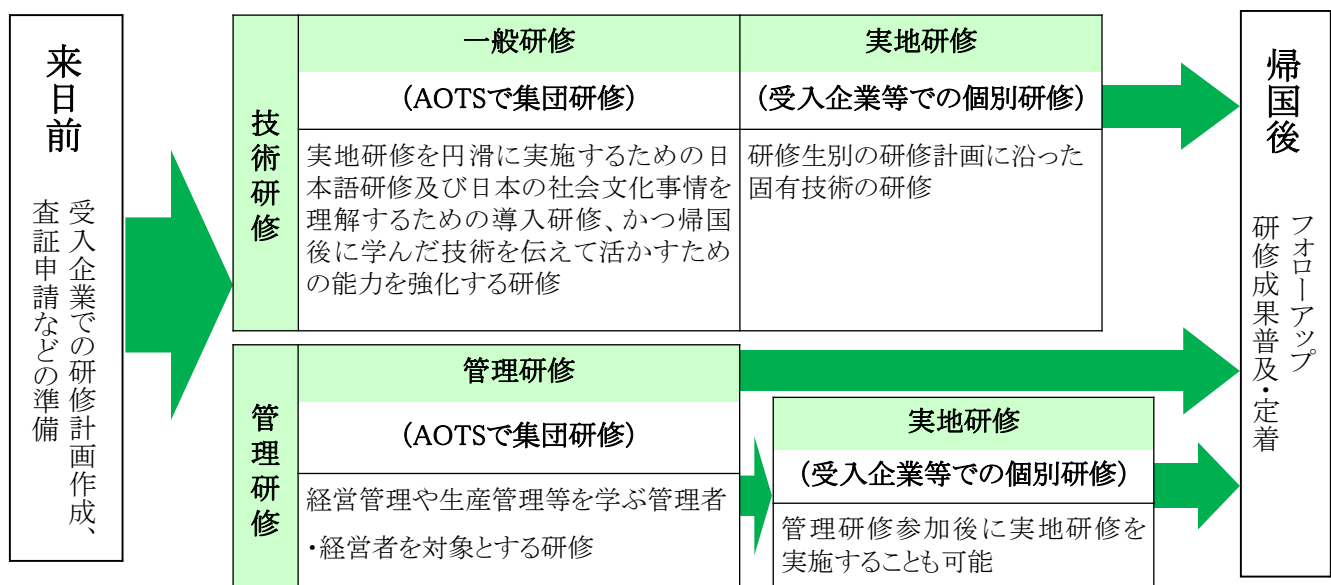 来日前
受入企業での研修計画作成、
査証申請などの準備
技術研修
一般研修
(AOTSで集団研修)
実地研修を円滑に実施するための日
本語研修及び日本の社会文化事情を
理解するための導入研修、かつ帰国
後に学んだ技術を伝えて活かすため
の能力を強化する研修
実地研修
(受入企業等での個別研修)
研修生別の研修計画に沿った
固有技術の研修
管理研修
管理研修
(AOTSで集団研修)
経営管理や生産管理等を学ぶ管理者
・経営者を対象とする研修
実地研修
(受入企業等での個別研修)
管理研修参加後に実地研修を
実施することも可能
帰国後
フオローアップ
研修成果普及・定着